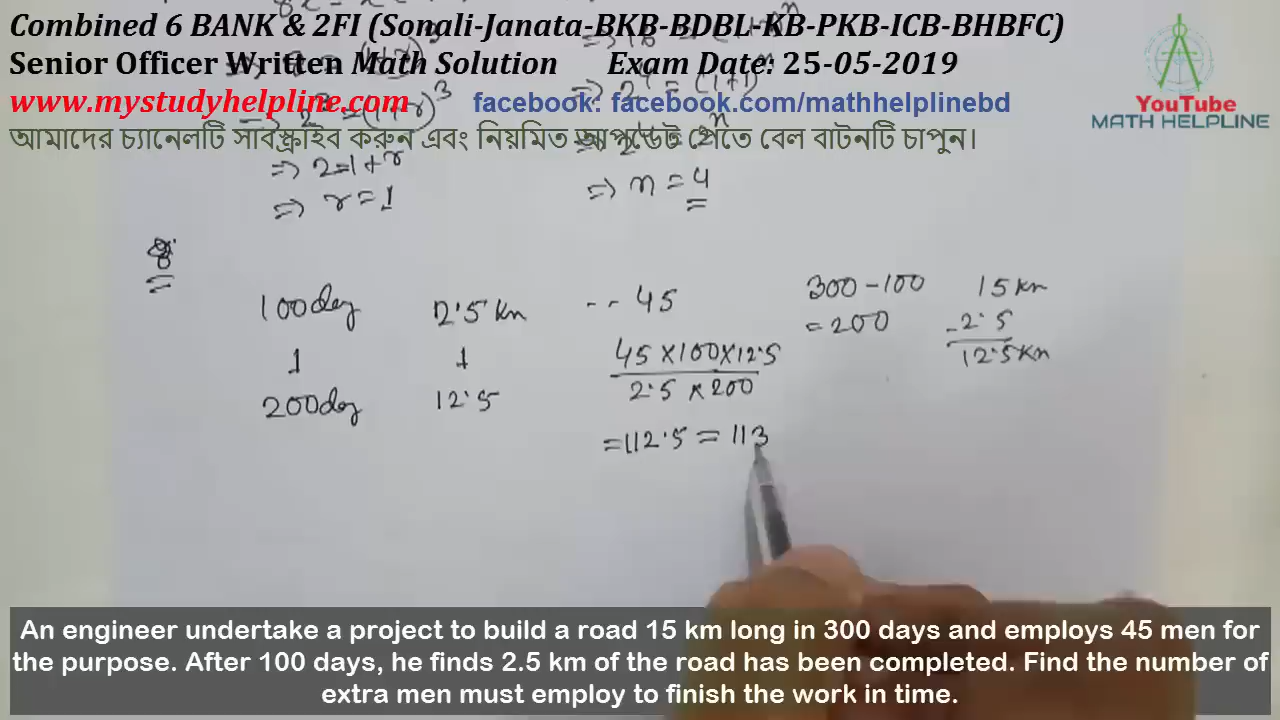 Combined 6 BANK & 2FI (Sonali-Janata-BKB-BDBL-KB-PKB-ICB-BHBFC)
Senior Officer Written Math Solution Exam Date: 25-05-2019
www.mystudyhelpline.com facebook: facebook.com/mathhelplinebd
আমাদের চ্যানেলটি সাবস্ক্রাইব করুন এবং নিয়মিত আপডেট পেতে বেল বাটনটি চাপুন।
YouTube
MATH HELPLINE
=> 2=1+r
=> r=1
=> n=4
8
100day 2.5 km -- 45
1 1
200day 12.5
45×100×12.5
2.5 × 200
=112.5 = 113
300-100
=200
15 km
-2.5
12.5 km
An engineer undertake a project to build a road 15 km long in 300 days and employs 45 men for
the purpose. After 100 days, he finds 2.5 km of the road has been completed. Find the number of
extra men must employ to finish the work in time.